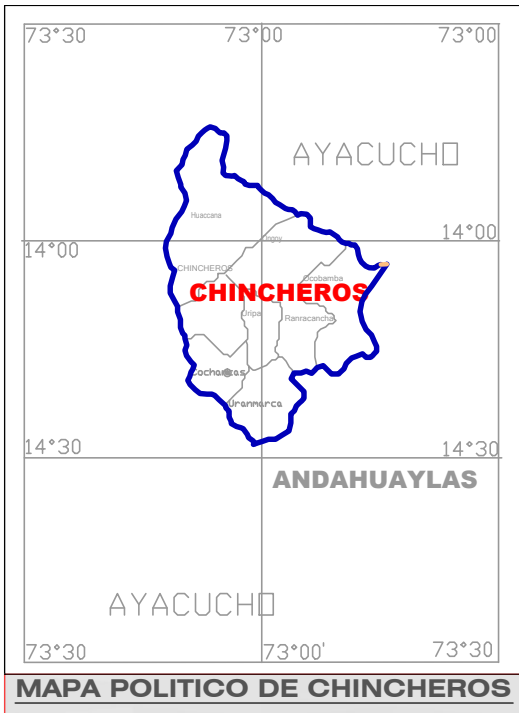 73°30 73°00 73°00
AYACUCHO
Huaccana
Ongoy
14°00 14°00
CHINCHEROS
Ocobamba
CHINCHEROS
Uripa
Ranracancha
Cocharcas
Uranmarca
14°30 14°30
ANDAHUAYLAS
AYACUCHO
73°30 73°00' 73°30
MAPA POLITICO DE CHINCHEROS